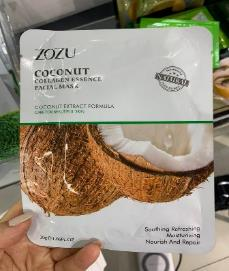 ZOZU
COCONUT
COLLAGEN ESSENCE
FACIAL MASK
NATURAL
COCONUT EXTRACT FORMULA
Soothing Refreshing
Moisturizing
Nourish And Repair